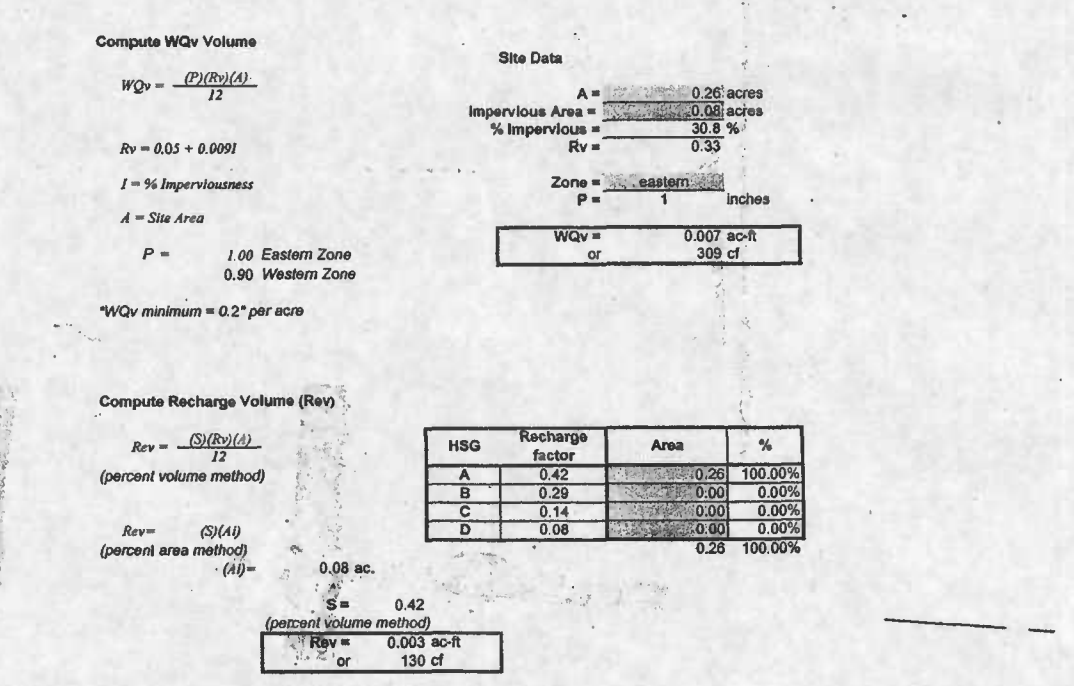 Compute WQv Volume
WQv = (P)(Rv)(A)
12
Rv = 0.05 + 0.009I
I = % Imperviousness
A = Site Area
P = 1.00 Eastern Zone
0.90 Western Zone
*WQv minimum = 0.2" per acre
Site Data
A = 0.26 acres
Impervious Area = 0.08 acres
% Impervious = 30.8 %
Rv = 0.33
Zone = eastern
P = 1 inches
WQv = 0.007 ac-ft
or 309 cf
Compute Recharge Volume (Rev)
Rev = (S)(Rv)(A)
12
(percent volume method)
Rev= (S)(Ai)
(percent area method)
(Ai)= 0.08 ac.
S = 0.42
(percent volume method)
Rev = 0.003 ac-ft
or 130 cf
HSG Recharge factor Area %
A 0.42 0.26 100.00%
B 0.29 0.00 0.00%
C 0.14 0.00 0.00%
D 0.08 0.00 0.00%
0.26 100.00%